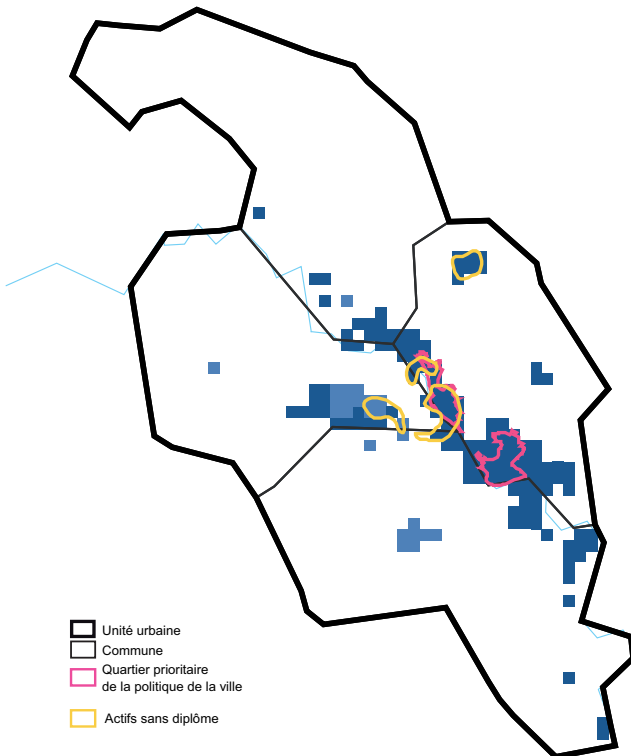 Unité urbaine
Commune
Quartier prioritaire
de la politique de la ville
Actifs sans diplôme